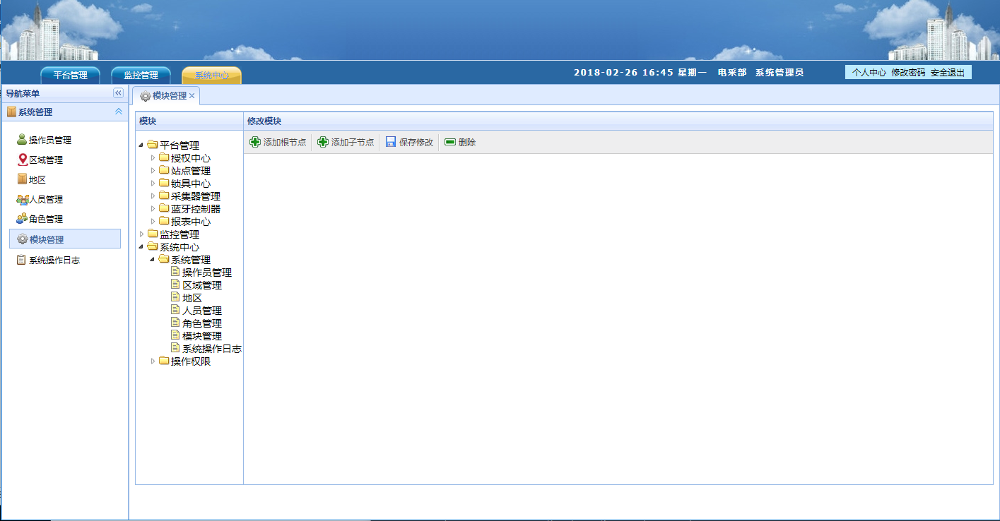 平台管理 监控管理 系统中心 2018-02-26 16:45 星期一 电采部 系统管理员 个人中心 修改密码 安全退出
导航菜单
系统管理
操作员管理
区域管理
地区
人员管理
角色管理
模块管理
系统操作日志
模块管理
模块
平台管理
授权中心
站点管理
锁具中心
采集器管理
蓝牙控制器
报表中心
监控管理
系统中心
系统管理
操作员管理
区域管理
地区
人员管理
角色管理
模块管理
系统操作日志
操作权限
修改模块
添加根节点 添加子节点 保存修改 删除